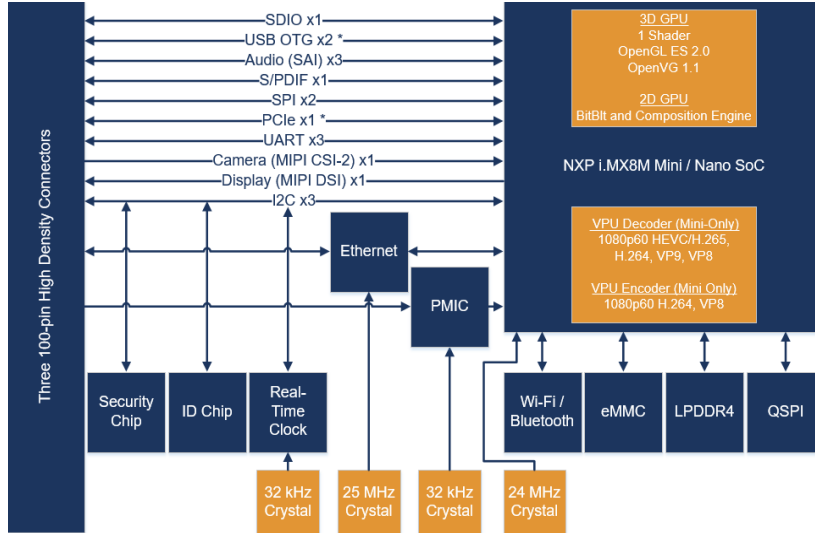 SDIO x1
USB OTG x2 *
Audio (SAI) x3
S/PDIF x1
SPI x2
PCIe x1 *
UART x3
Camera (MIPI CSI-2) x1
Display (MIPI DSI) x1
I2C x3
Three 100-pin High Density Connectors
3D GPU
1 Shader
OpenGL ES 2.0
OpenVG 1.1
2D GPU
BitBlt and Composition Engine
NXP i.MX8M Mini / Nano SoC
VPU Decoder (Mini-Only)
1080p60 HEVC/H.265,
H.264, VP9, VP8
VPU Encoder (Mini Only)
1080p60 H.264, VP8
Ethernet
PMIC
Security
Chip
ID Chip
Real-
Time
Clock
Wi-Fi /
Bluetooth
eMMC
LPDDR4
QSPI
32 kHz
Crystal
25 MHz
Crystal
32 kHz
Crystal
24 MHz
Crystal